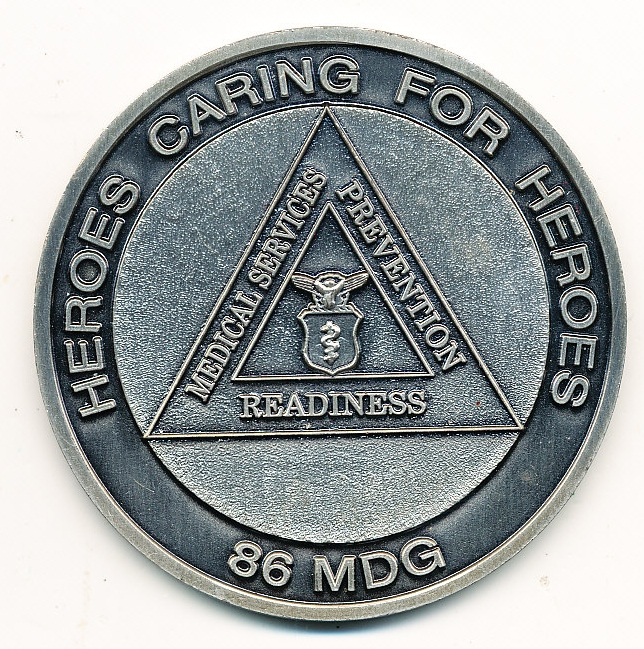 HEROES CARING FOR HEROES
MEDICAL SERVICES
PREVENTION
READINESS
86 MDG